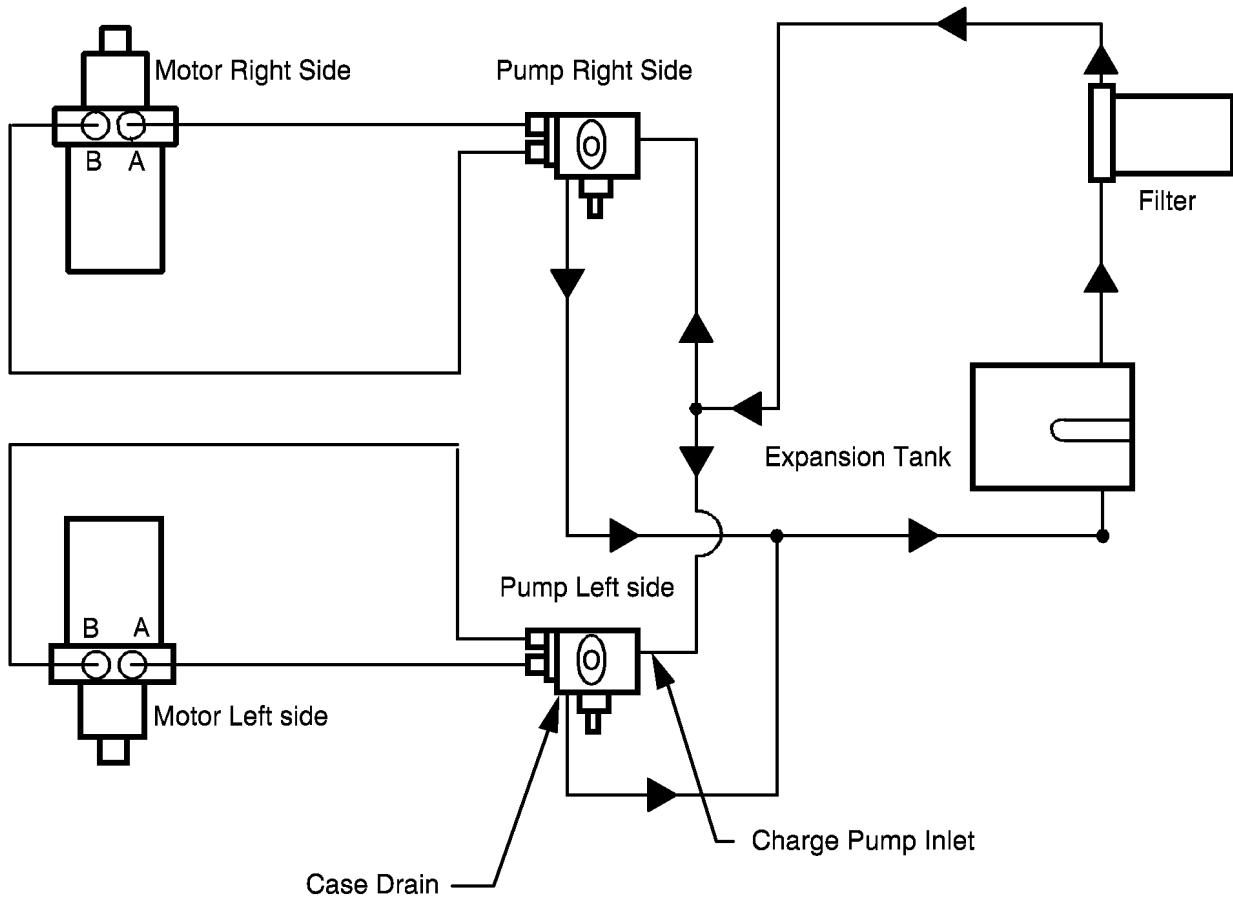 Motor Right Side
Pump Right Side
B A
Filter
Expansion Tank
Pump Left side
B A
Motor Left side
Charge Pump Inlet
Case Drain